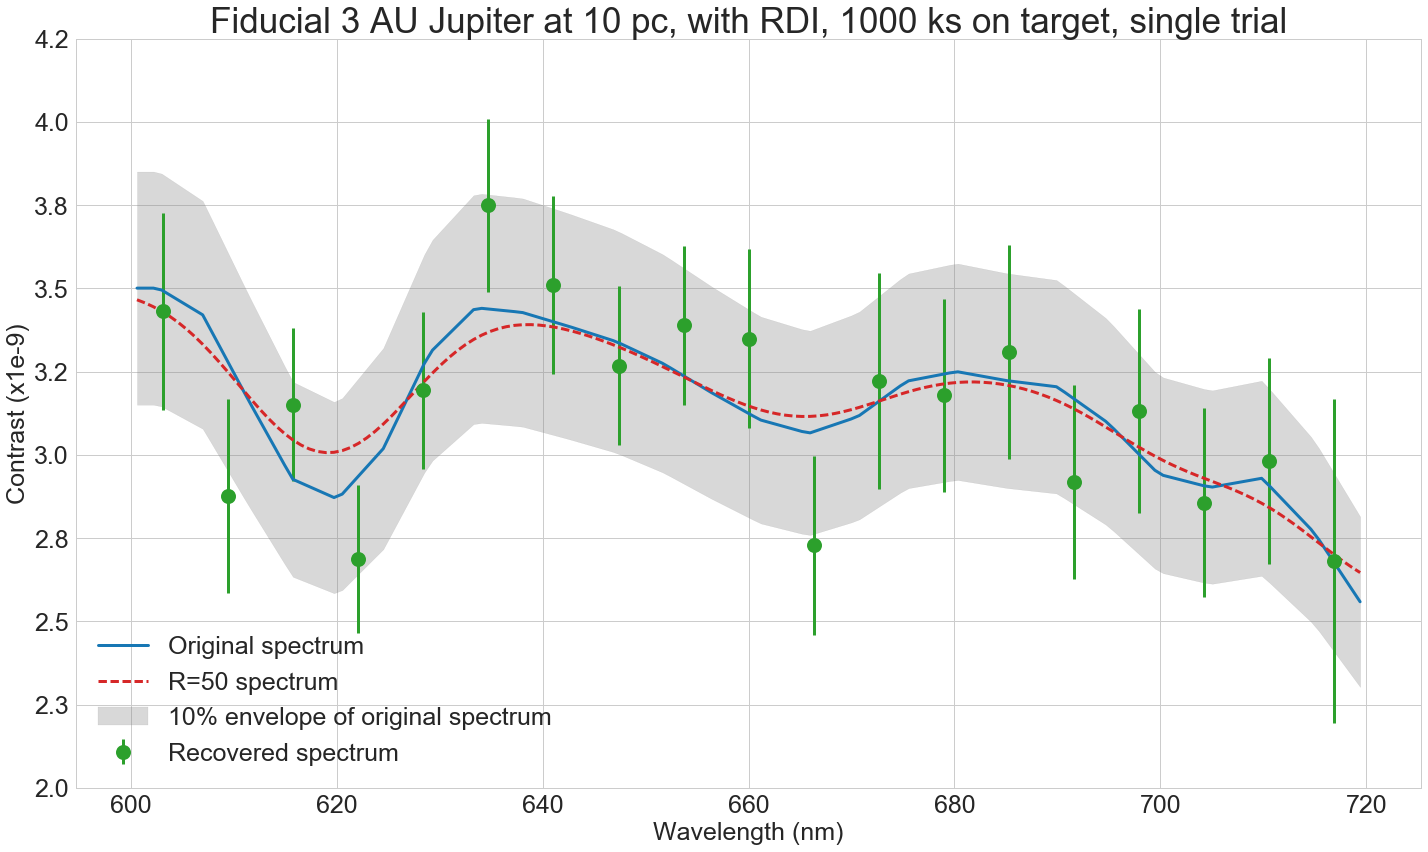 Fiducial 3 AU Jupiter at 10 pc, with RDI, 1000 ks on target, single trial
4.2
4.0
3.8
3.5
3.2
3.0
2.8
2.5
2.3
2.0
Contrast (x1e-9)
Original spectrum
R=50 spectrum
10% envelope of original spectrum
Recovered spectrum
600 620 640 660 680 700 720
Wavelength (nm)